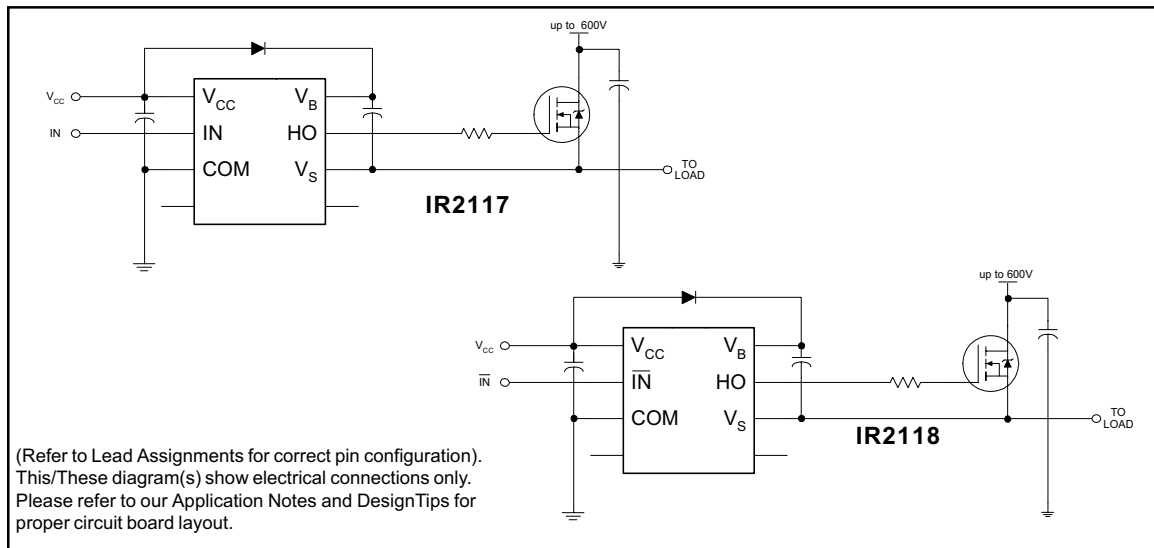 up to 600V
V_CC
V_CC V_B
IN
IN HO
COM V_S
TO
LOAD
IR2117
up to 600V
V_CC
V_CC V_B
I̅N̅
I̅N̅ HO
COM V_S
TO
LOAD
IR2118
(Refer to Lead Assignments for correct pin configuration).
This/These diagram(s) show electrical connections only.
Please refer to our Application Notes and DesignTips for
proper circuit board layout.